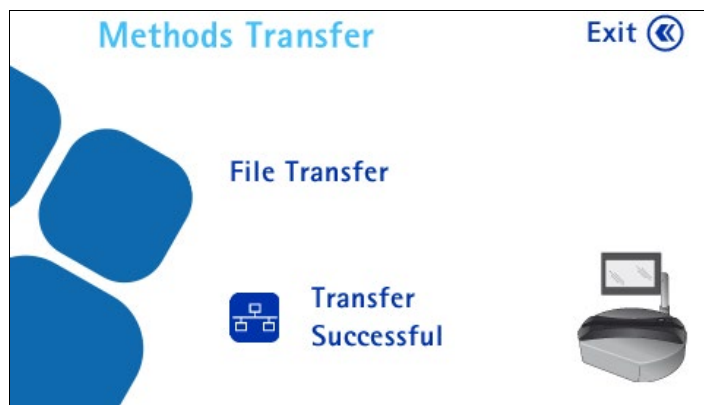 Methods Transfer
Exit
File Transfer
Transfer
Successful